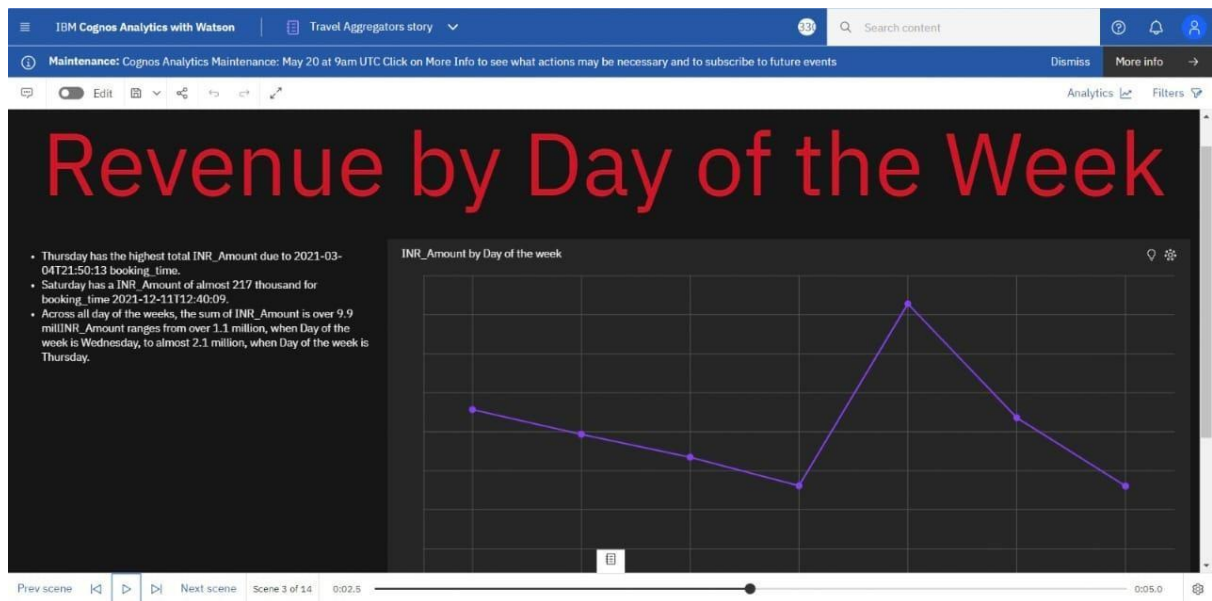 IBM Cognos Analytics with Watson
Travel Aggregators story
330
Search content
Maintenance: Cognos Analytics Maintenance: May 20 at 9am UTC Click on More Info to see what actions may be necessary and to subscribe to future events
Dismiss
More info
Edit
Analytics
Filters
Revenue by Day of the Week
• Thursday has the highest total INR_Amount due to 2021-03-
04T21:50:13 booking_time.
• Saturday has a INR_Amount of almost 217 thousand for
booking_time 2021-12-11T12:40:09.
• Across all day of the weeks, the sum of INR_Amount is over 9.9
millINR_Amount ranges from over 1.1 million, when Day of the
week is Wednesday, to almost 2.1 million, when Day of the week is
Thursday.
INR_Amount by Day of the week
Prev scene
Next scene
Scene 3 of 14
0:02.5
0:05.0